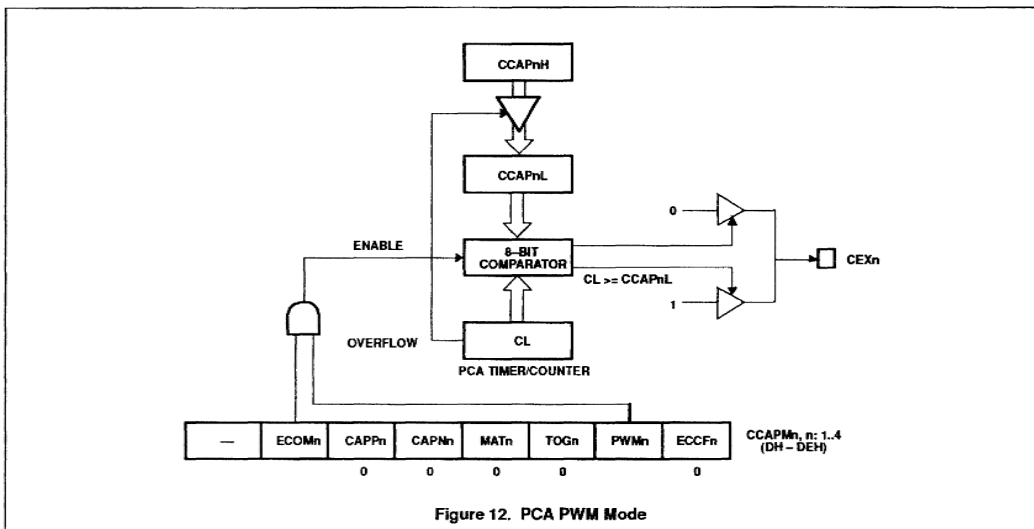 CCAPnH
CCAPnL
0
ENABLE
8–BIT
COMPARATOR
CEXn
CL >= CCAPnL
1
OVERFLOW
CL
PCA TIMER/COUNTER
— ECOMn CAPPn CAPNn MATn TOGn PWMn ECCFn
CCAPMn, n: 1..4
(DH – DEH)
0 0 0 0 0
Figure 12. PCA PWM Mode